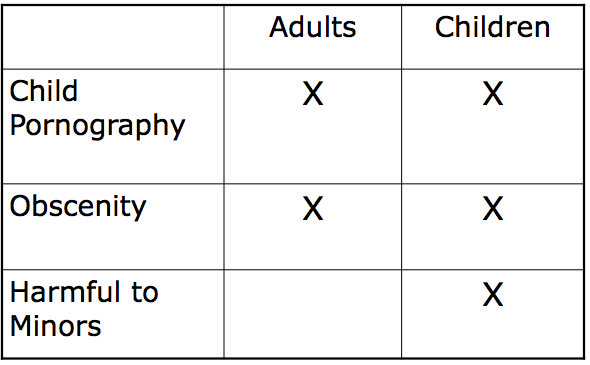 Adults Children
Child X X
Pornography
Obscenity X X
Harmful to X
Minors